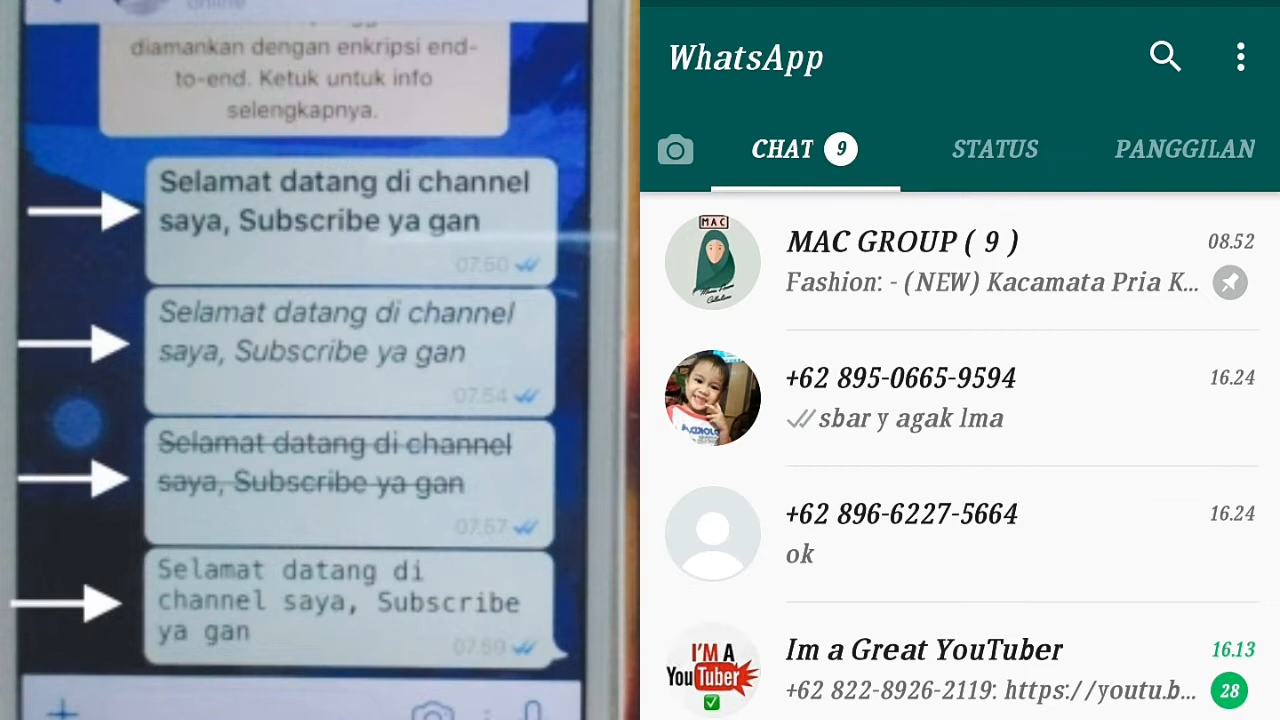 online
diamankan dengan enkripsi end-
to-end. Ketuk untuk info
selengkapnya.
Selamat datang di channel
saya, Subscribe ya gan
07.50
Selamat datang di channel
saya, Subscribe ya gan
07.54
Selamat datang di channel
saya, Subscribe ya gan
07.57
Selamat datang di
channel saya, Subscribe
ya gan
07.59
WhatsApp
CHAT 9 STATUS PANGGILAN
MAC
MAC GROUP ( 9 ) 08.52
Fashion: - (NEW) Kacamata Pria K...
+62 895-0665-9594 16.24
sbar y agak lma
+62 896-6227-5664 16.24
ok
I'M A
YouTuber
Im a Great YouTuber 16.13
+62 822-8926-2119: https://youtu.b... 28